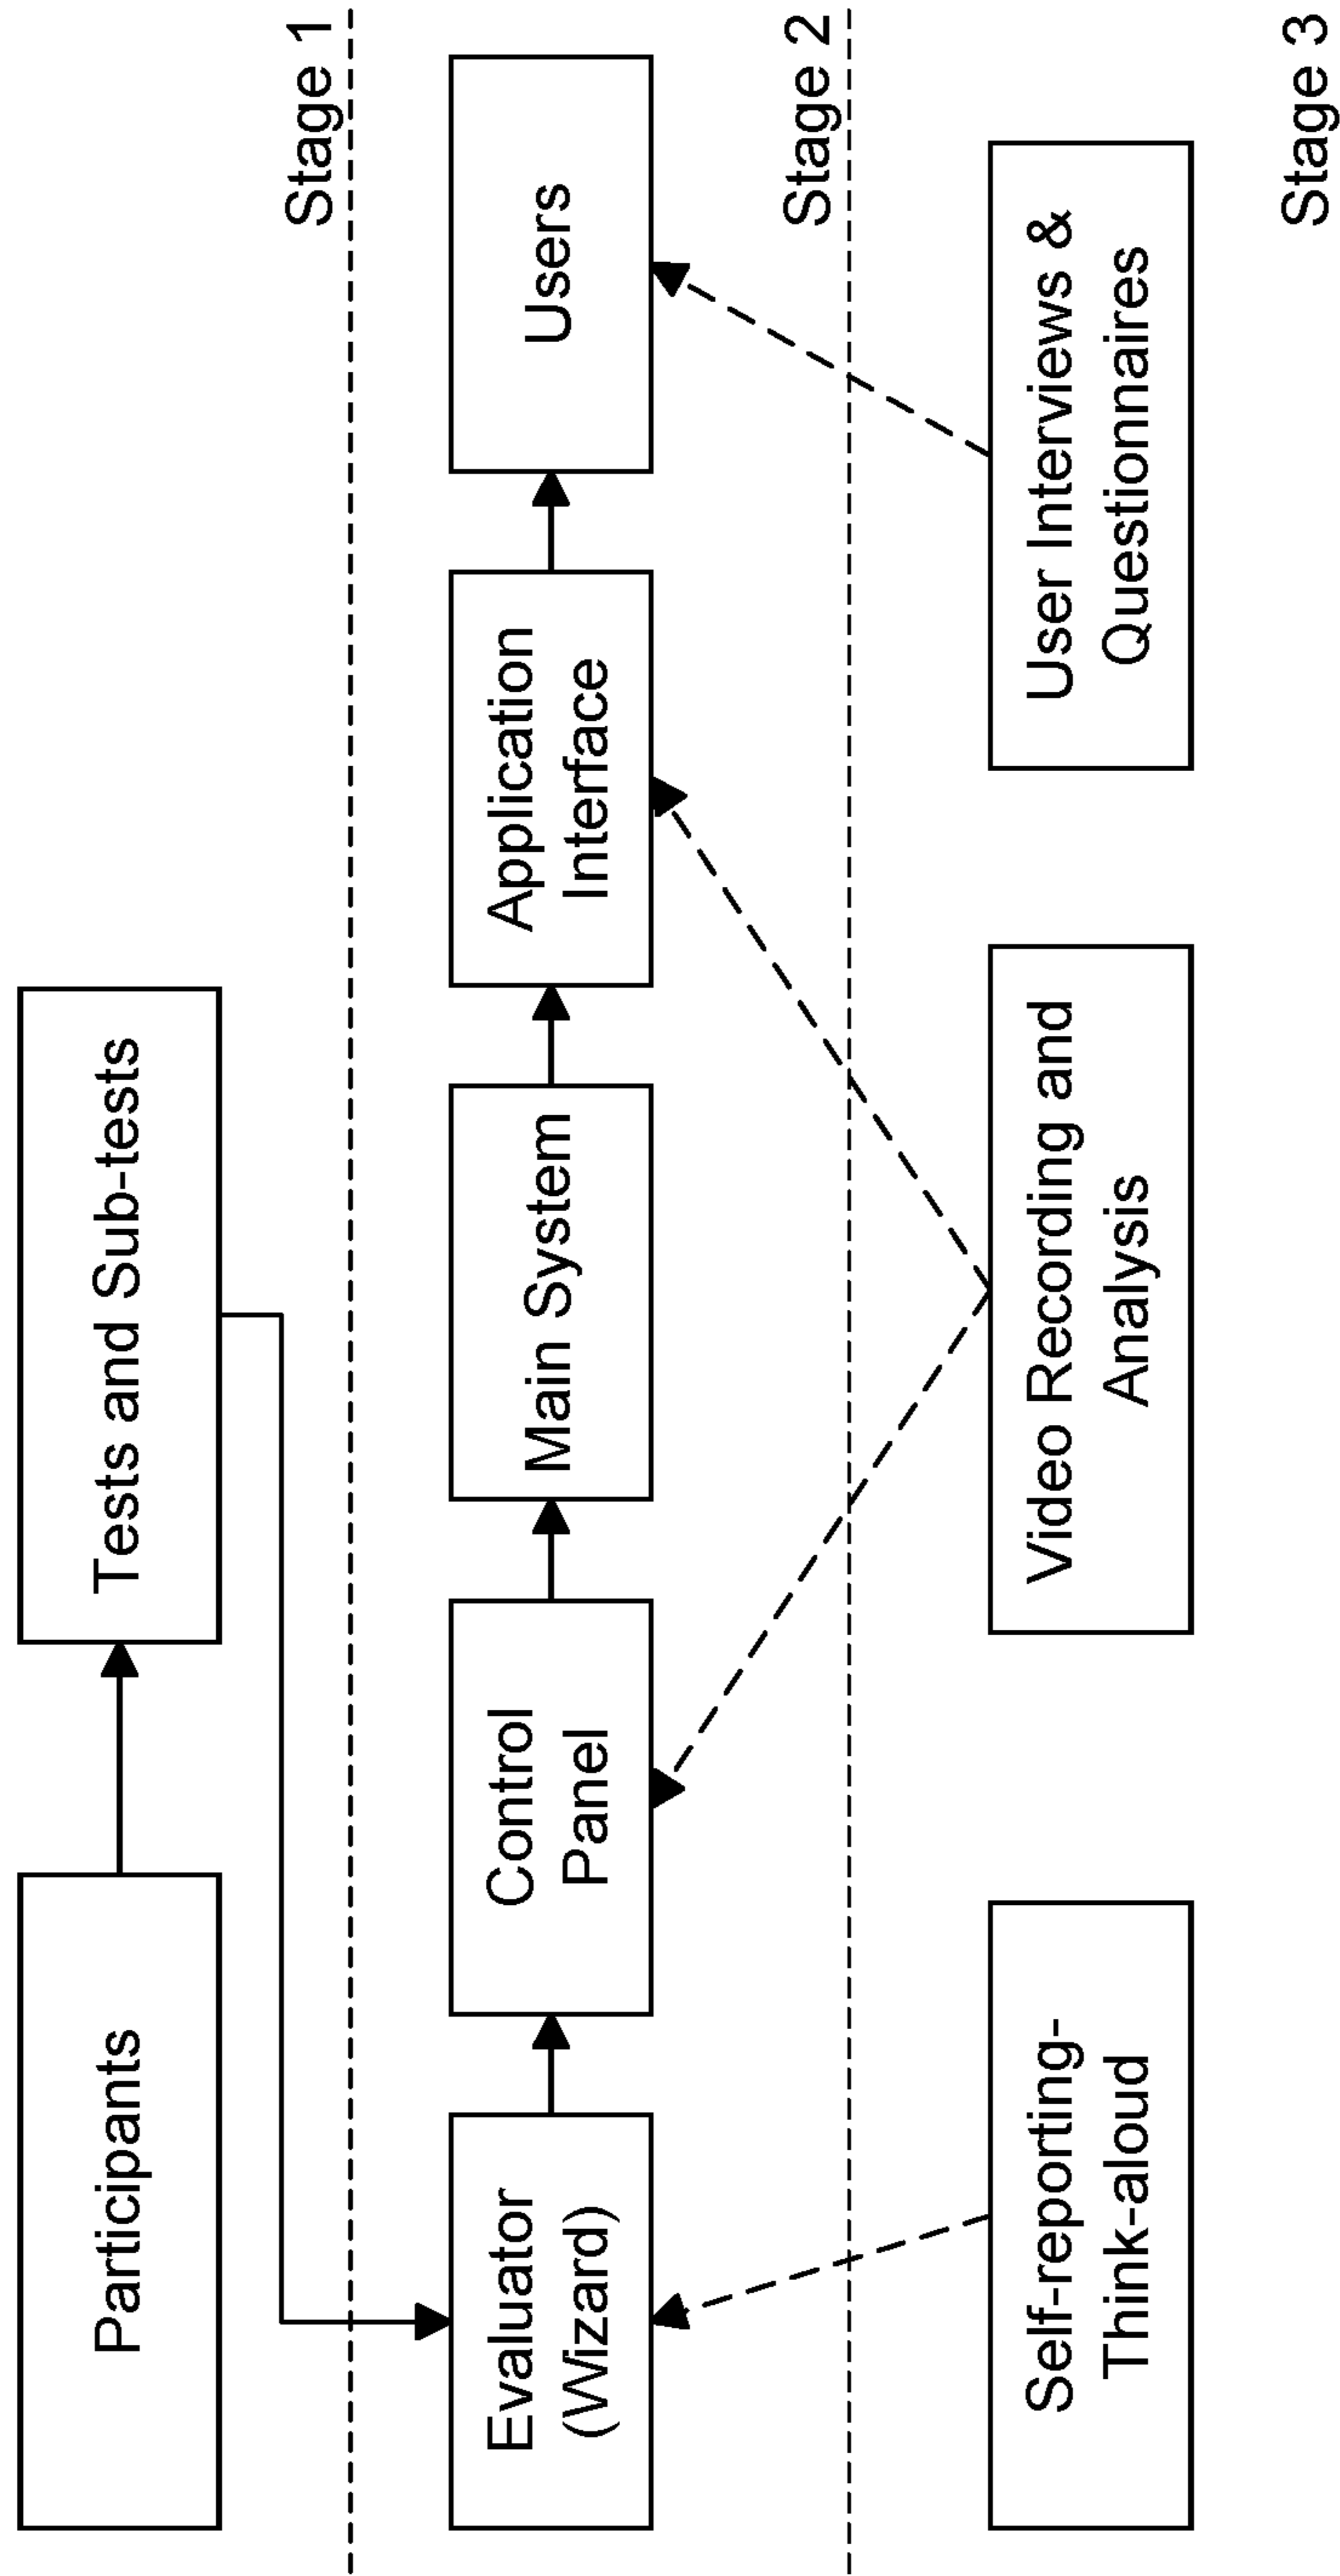 Participants
Tests and Sub-tests
Stage 1
Evaluator
(Wizard)
Control
Panel
Main System
Application
Interface
Users
Stage 2
Self-reporting-
Think-aloud
Video Recording and
Analysis
User Interviews &
Questionnaires
Stage 3